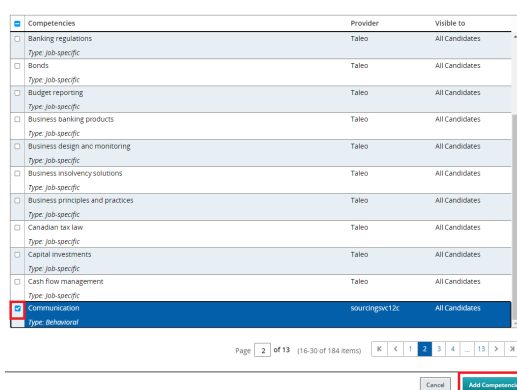 Competencies Provider Visible to
Banking regulations Taleo All Candidates
Type: Job-specific
Bonds Taleo All Candidates
Type: Job-specific
Budget reporting Taleo All Candidates
Type: Job-specific
Business banking products Taleo All Candidates
Type: Job-specific
Business design and monitoring Taleo All Candidates
Type: Job-specific
Business insolvency solutions Taleo All Candidates
Type: Job-specific
Business principles and practices Taleo All Candidates
Type: Job-specific
Canadian tax law Taleo All Candidates
Type: Job-specific
Capital investments Taleo All Candidates
Type: Job-specific
Cash flow management Taleo All Candidates
Type: Job-specific
Communication sourcingsvc12c All Candidates
Type: Behavioral
Page 2 of 13 (16-30 of 184 items) K < 1 2 3 4 ... 13 > X
Cancel Add Competencie